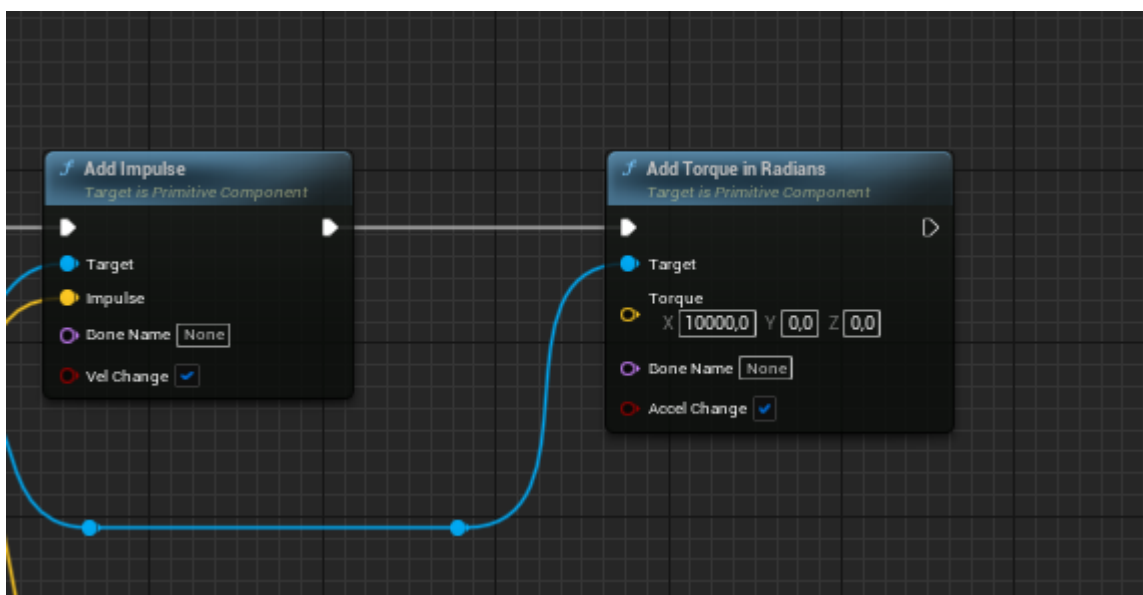 Add Impulse
Target is Primitive Component
Target
Impulse
Bone Name None
Vel Change
Add Torque in Radians
Target is Primitive Component
Target
Torque
X 10000,0 Y 0,0 Z 0,0
Bone Name None
Accel Change